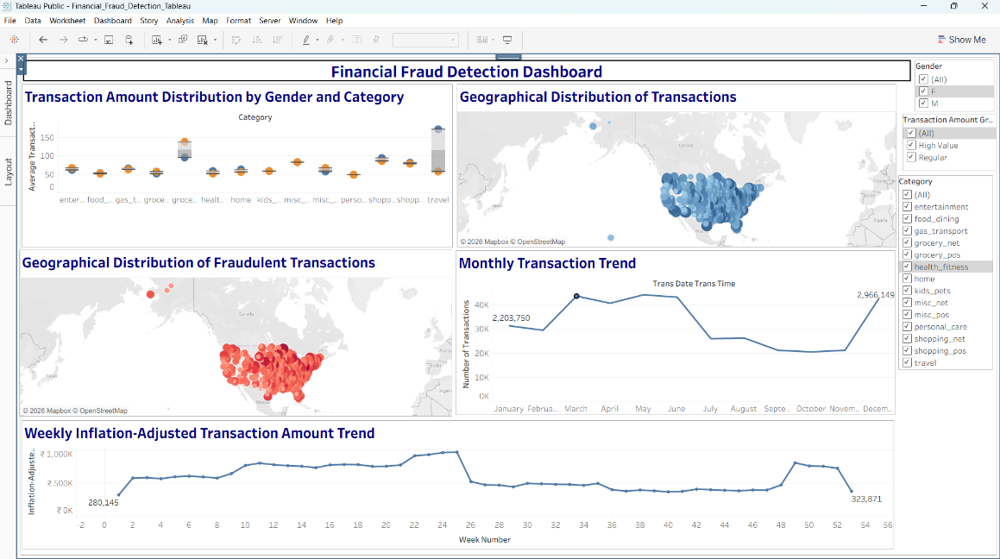 Tableau Public - Financial_Fraud_Detection_Tableau
File Data Worksheet Dashboard Story Analysis Map Format Server Window Help
Show Me
Dashboard
Layout
Financial Fraud Detection Dashboard
Transaction Amount Distribution by Gender and Category
Category
Average Transact..
150
100
50
0
enter.. food_.. gas_t.. groce.. groce.. healt.. home kids_.. misc_.. misc_.. perso.. shopp.. shopp.. travel
Geographical Distribution of Transactions
Canada
Japan
Algeria
© 2026 Mapbox © OpenStreetMap
Geographical Distribution of Fraudulent Transactions
Canada
Japan
Mexico
© 2026 Mapbox © OpenStreetMap
Monthly Transaction Trend
Trans Date Trans Time
Number of Transactions
40K
30K
20K
10K
0K
2,203,750
2,966,149
January Februa.. March April May June July August Septe.. October Novem.. Decem..
Weekly Inflation-Adjusted Transaction Amount Trend
Inflation-Adjuste..
₹ 1,000K
₹ 500K
₹ 0K
280,145
323,871
-2 0 2 4 6 8 10 12 14 16 18 20 22 24 26 28 30 32 34 36 38 40 42 44 46 48 50 52 54 56
Week Number
Gender
(All)
F
M
Transaction Amount Gr..
(All)
High Value
Regular
Category
(All)
entertainment
food_dining
gas_transport
grocery_net
grocery_pos
health_fitness
home
kids_pets
misc_net
misc_pos
personal_care
shopping_net
shopping_pos
travel